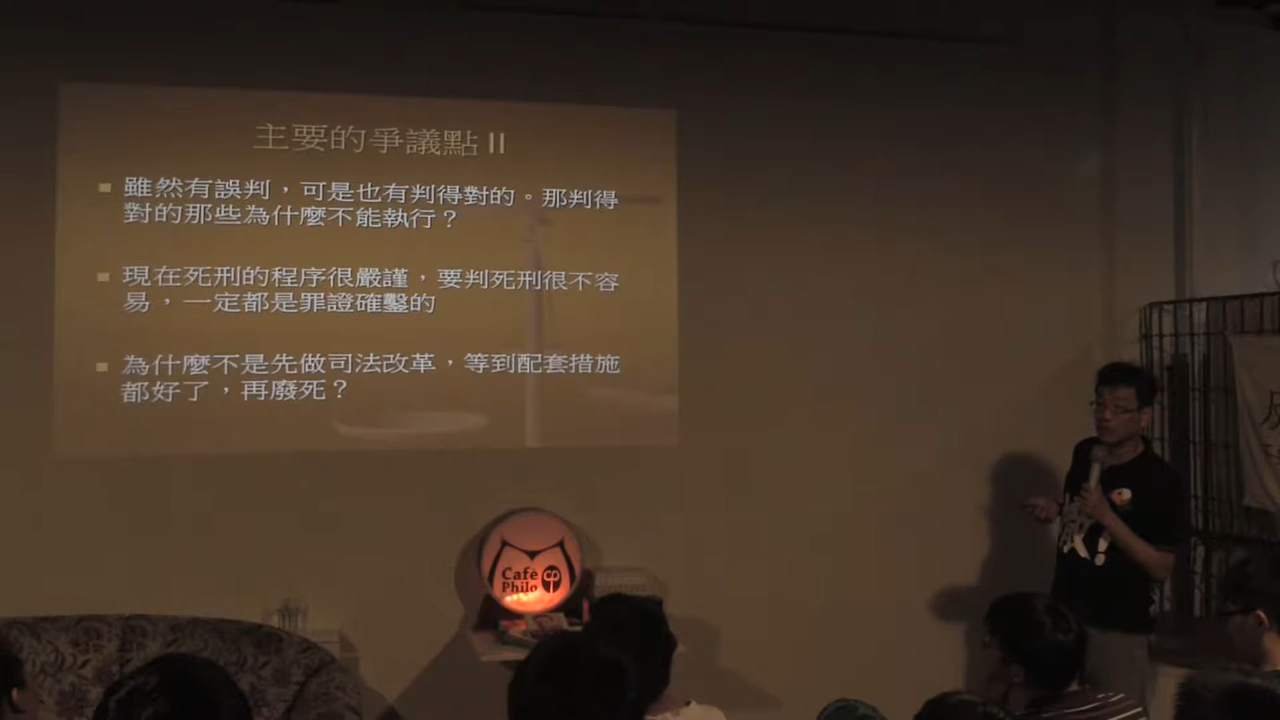 主要的爭議點 II
雖然有誤判，可是也有判得對的。那判得
對的那些為什麼不能執行？
現在死刑的程序很嚴謹，要判死刑很不容
易，一定都是罪證確鑿的
為什麼不是先做司法改革，等到配套措施
都好了，再廢死？
Café
Philo